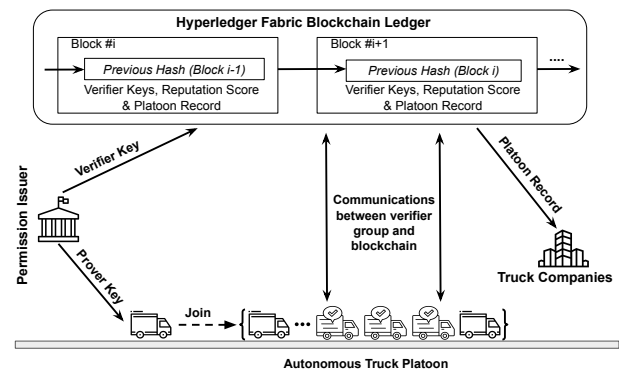 Hyperledger Fabric Blockchain Ledger
Block #i
Previous Hash (Block i-1)
Verifier Keys, Reputation Score
& Platoon Record
Block #i+1
Previous Hash (Block i)
Verifier Keys, Reputation Score
& Platoon Record
....
Permission Issuer
Verifier Key
Prover Key
Communications
between verifier
group and
blockchain
Platoon Record
Truck Companies
Join
{
...
}
Autonomous Truck Platoon